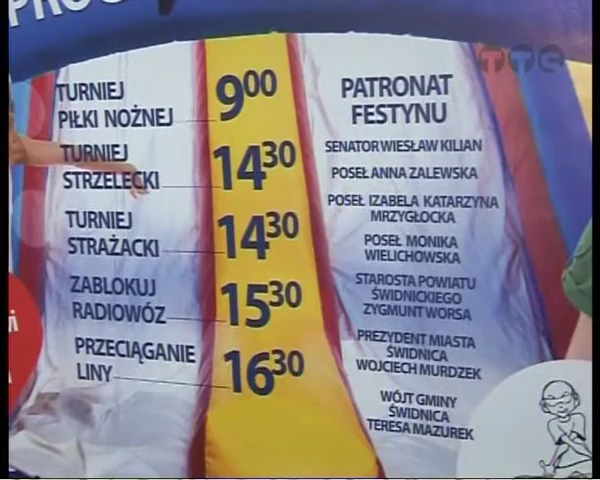 TURNIEJ
PIŁKI NOŻNEJ
9⁰⁰
TURNIEJ
STRZELECKI
14³⁰
TURNIEJ
STRAŻACKI
14³⁰
ZABLOKUJ
RADIOWÓZ
15³⁰
PRZECIĄGANIE
LINY
16³⁰
PATRONAT
FESTYNU
SENATOR WIESŁAW KILIAN
POSEŁ ANNA ZALEWSKA
POSEŁ IZABELA KATARZYNA
MRZYGŁOCKA
POSEŁ MONIKA
WIELICHOWSKA
STAROSTA POWIATU
ŚWIDNICKIEGO
ZYGMUNT WORSA
PREZYDENT MIASTA
ŚWIDNICA
WOJCIECH MURDZEK
WÓJT GMINY
ŚWIDNICA
TERESA MAZUREK